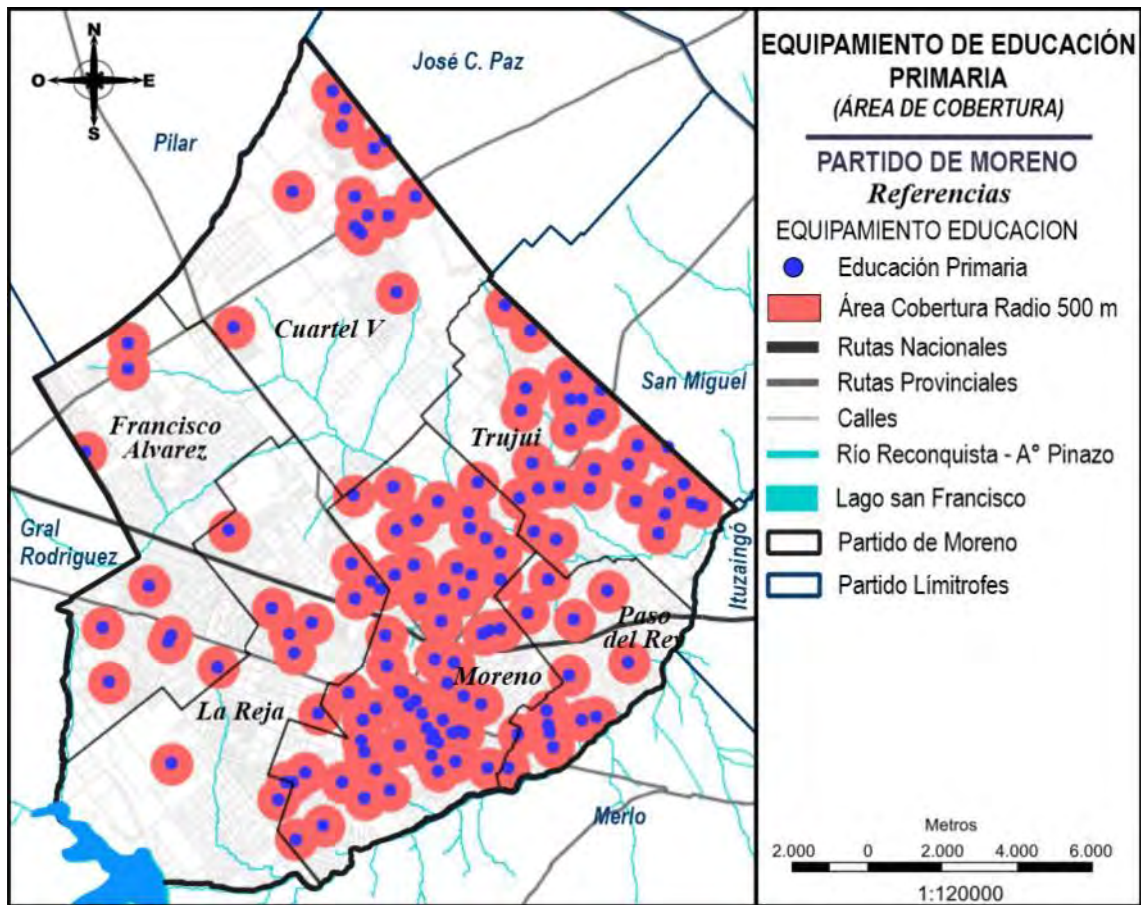 N
O
E
S
José C. Paz
Pilar
Cuartel V
San Miguel
Francisco
Alvarez
Trujui
Gral
Rodriguez
Ituzaingó
Paso
del Rey
Moreno
La Reja
Merlo
EQUIPAMIENTO DE EDUCACIÓN
PRIMARIA
(ÁREA DE COBERTURA)
PARTIDO DE MORENO
Referencias
EQUIPAMIENTO EDUCACION
Educación Primaria
Área Cobertura Radio 500 m
Rutas Nacionales
Rutas Provinciales
Calles
Río Reconquista - A° Pinazo
Lago san Francisco
Partido de Moreno
Partido Límitrofes
Metros
2.000 0 2.000 4.000 6.000
1:120000